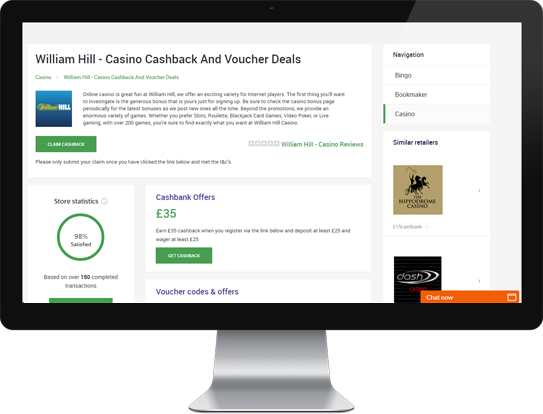 William Hill - Casino Cashback And Voucher Deals
Casino
William Hill - Casino Cashback And Voucher Deals
William HILL
Online casino is great fun at William Hill, we offer an exciting variety for Internet players. The first thing you'll want
to investigate is the generous bonus that is yours just for signing up. Be sure to check the casino bonus page
periodically for the latest bonuses as we post new ones all the time. Beyond the promotions, we provide an
enormous variety of games. Whether you prefer Slots, Roulette, Blackjack Card Games, Video Poker, or Live
gaming, with over 200 games, you're sure to find exactly what you want at William Hill Casino.
CLAIM CASHBACK
William Hill - Casino Reviews
Please only submit your claim once you have clicked the link below and met the t&c's.
Store statistics
98%
Satisfied
Based on over 150 completed
transactions
Cashbank Offers
£35
Earn £35 cashback when you register via the link below and deposit at least £25 and
wager at least £25
GET CASHBACK
Voucher codes & offers
Navigation
Bingo
Bookmaker
Casino
Similar retailers
THE
HIPPODROME
CASINO
£15cashback
dash
CASINO
Chat now